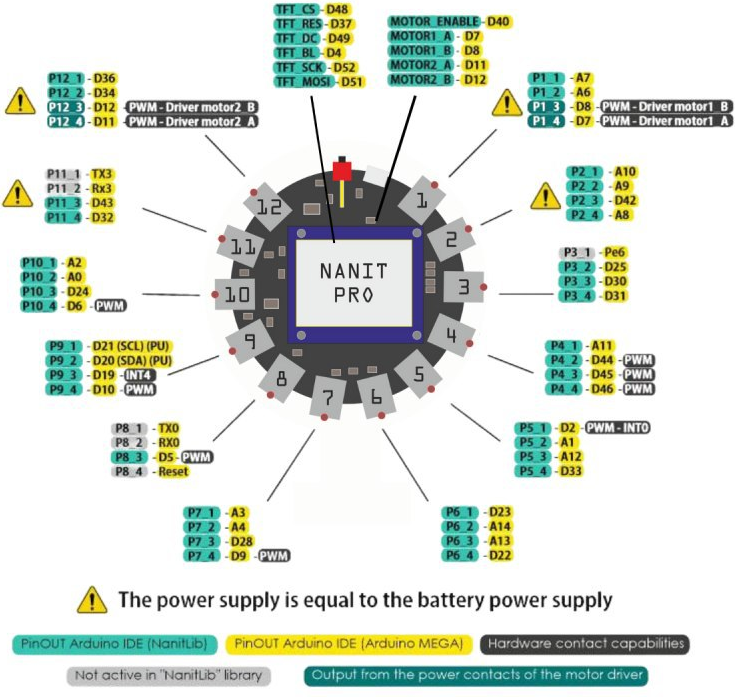 TFT_CS - D48
TFT_RES - D37
TFT_DC - D49
TFT_BL - D4
TFT_SCK - D52
TFT_MOSI - D51
MOTOR_ENABLE - D40
MOTOR1_A - D7
MOTOR1_B - D8
MOTOR2_A - D11
MOTOR2_B - D12
P12_1 - D36
P12_2 - D34
P12_3 - D12 - PWM - Driver motor2_B
P12_4 - D11 - PWM - Driver motor2_A
P1_1 - A7
P1_2 - A6
P1_3 - D8 - PWM - Driver motor1_B
P1_4 - D7 - PWM - Driver motor1_A
P11_1 - TX3
P11_2 - Rx3
P11_3 - D43
P11_4 - D32
P2_1 - A10
P2_2 - A9
P2_3 - D42
P2_4 - A8
P10_1 - A2
P10_2 - A0
P10_3 - D24
P10_4 - D6 - PWM
P3_1 - Pe6
P3_2 - D25
P3_3 - D30
P3_4 - D31
12
1
11
2
10
3
9
4
8
5
7
6
NANIT
PRO
P9_1 - D21 (SCL) (PU)
P9_2 - D20 (SDA) (PU)
P9_3 - D19 - INT4
P9_4 - D10 - PWM
P4_1 - A11
P4_2 - D44 - PWM
P4_3 - D45 - PWM
P4_4 - D46 - PWM
P8_1 - TX0
P8_2 - RX0
P8_3 - D5 - PWM
P8_4 - Reset
P5_1 - D2 - PWM - INT0
P5_2 - A1
P5_3 - A12
P5_4 - D33
P7_1 - A3
P7_2 - A4
P7_3 - D28
P7_4 - D9 - PWM
P6_1 - D23
P6_2 - A14
P6_3 - A13
P6_4 - D22
The power supply is equal to the battery power supply
PinOUT Arduino IDE (NanitLib)
PinOUT Arduino IDE (Arduino MEGA)
Hardware contact capabilities
Not active in "NanitLib" library
Output from the power contacts of the motor driver